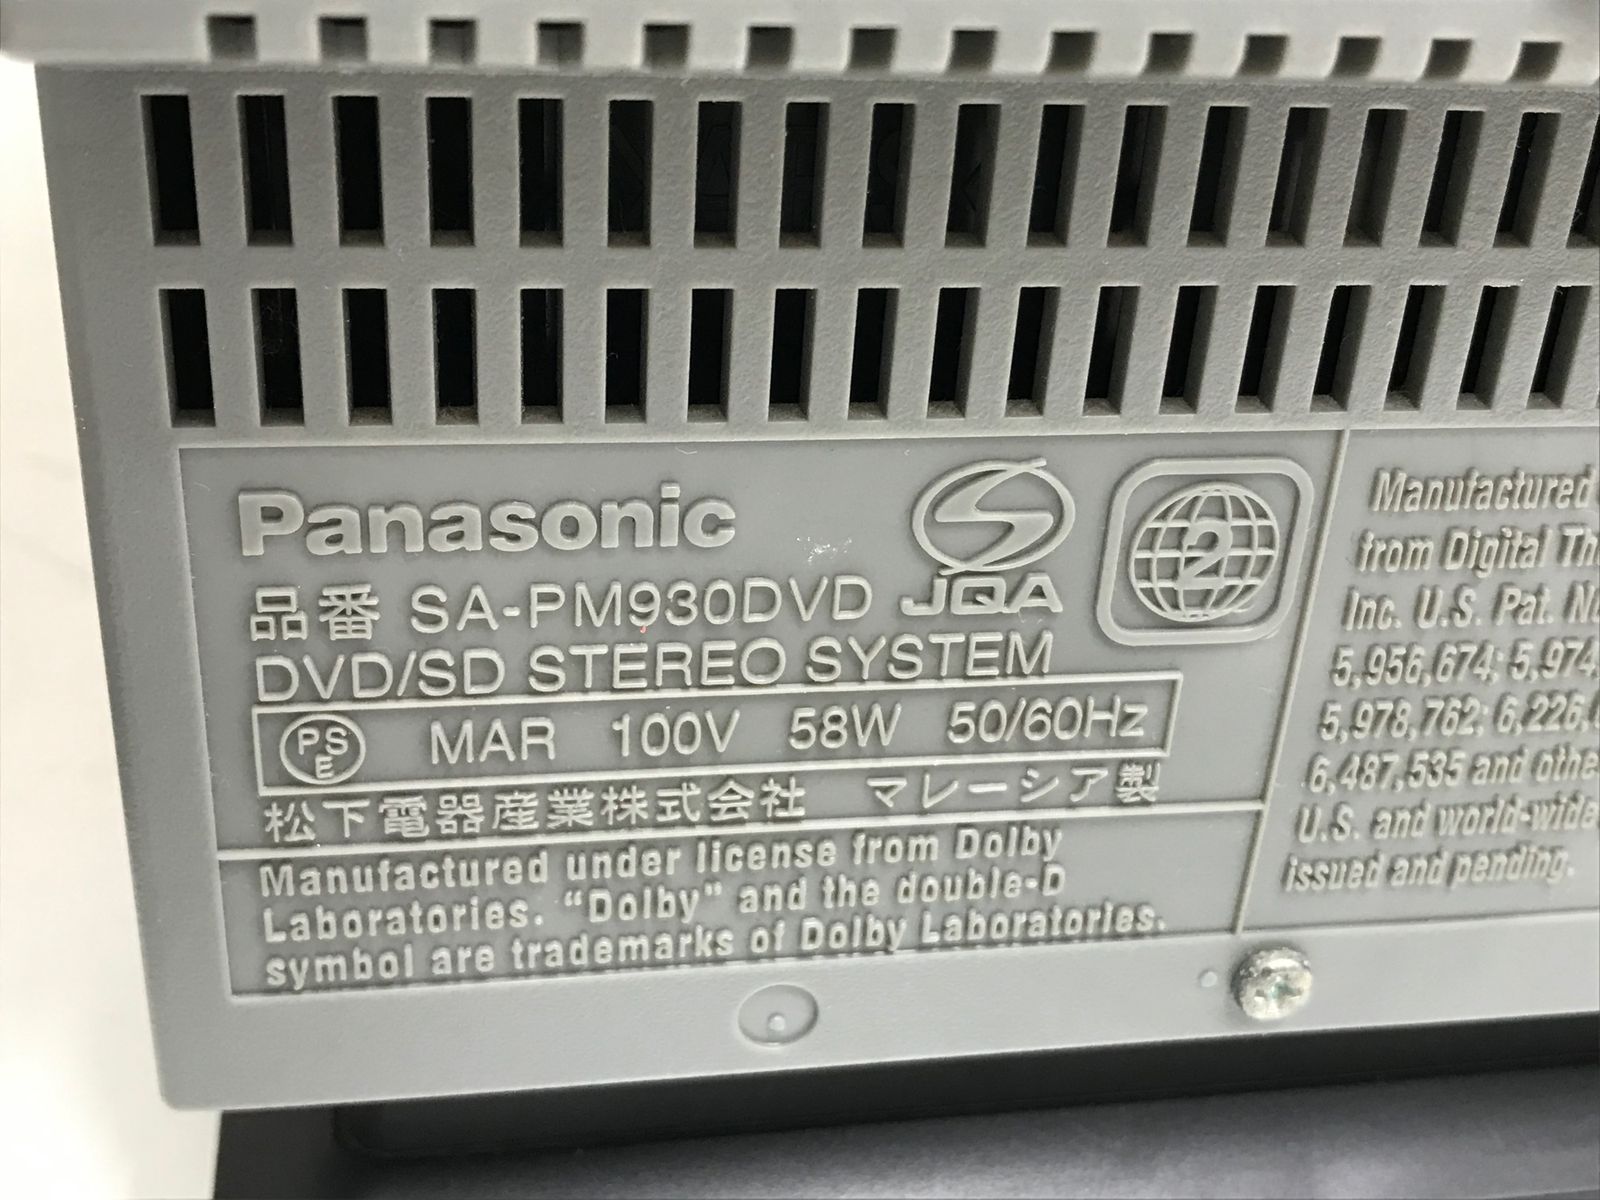 Panasonic
JQA
2
品番 SA-PM930DVD
DVD/SD STEREO SYSTEM
PSE MAR 100V 58W 50/60Hz
松下電器産業株式会社 マレーシア製
Manufactured under license from Dolby
Laboratories. “Dolby” and the double-D
symbol are trademarks of Dolby Laboratories.
Manufactured
from Digital
Inc. U.S. Pat.
5,956,674; 5,974,
5,978,762; 6,226,
6,487,535 and
U.S. and world-wide
issued and pending.